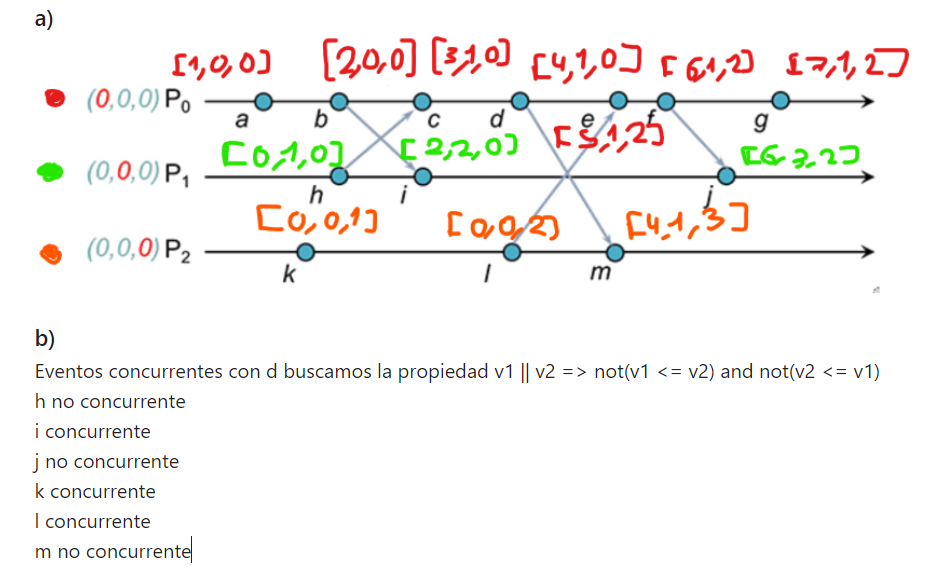 a)
[1,0,0] [2,0,0] [3,1,0] [4,1,0] [6,1,2] [7,1,2]
(0,0,0) P0
a b c d e f g
[0,1,0] [2,2,0] [5,1,2] [6,3,2]
(0,0,0) P1
h i j
[0,0,1] [0,0,2] [4,1,3]
(0,0,0) P2
k l m
b)
Eventos concurrentes con d buscamos la propiedad v1 || v2 => not(v1 <= v2) and not(v2 <= v1)
h no concurrente
i concurrente
j no concurrente
k concurrente
l concurrente
m no concurrente